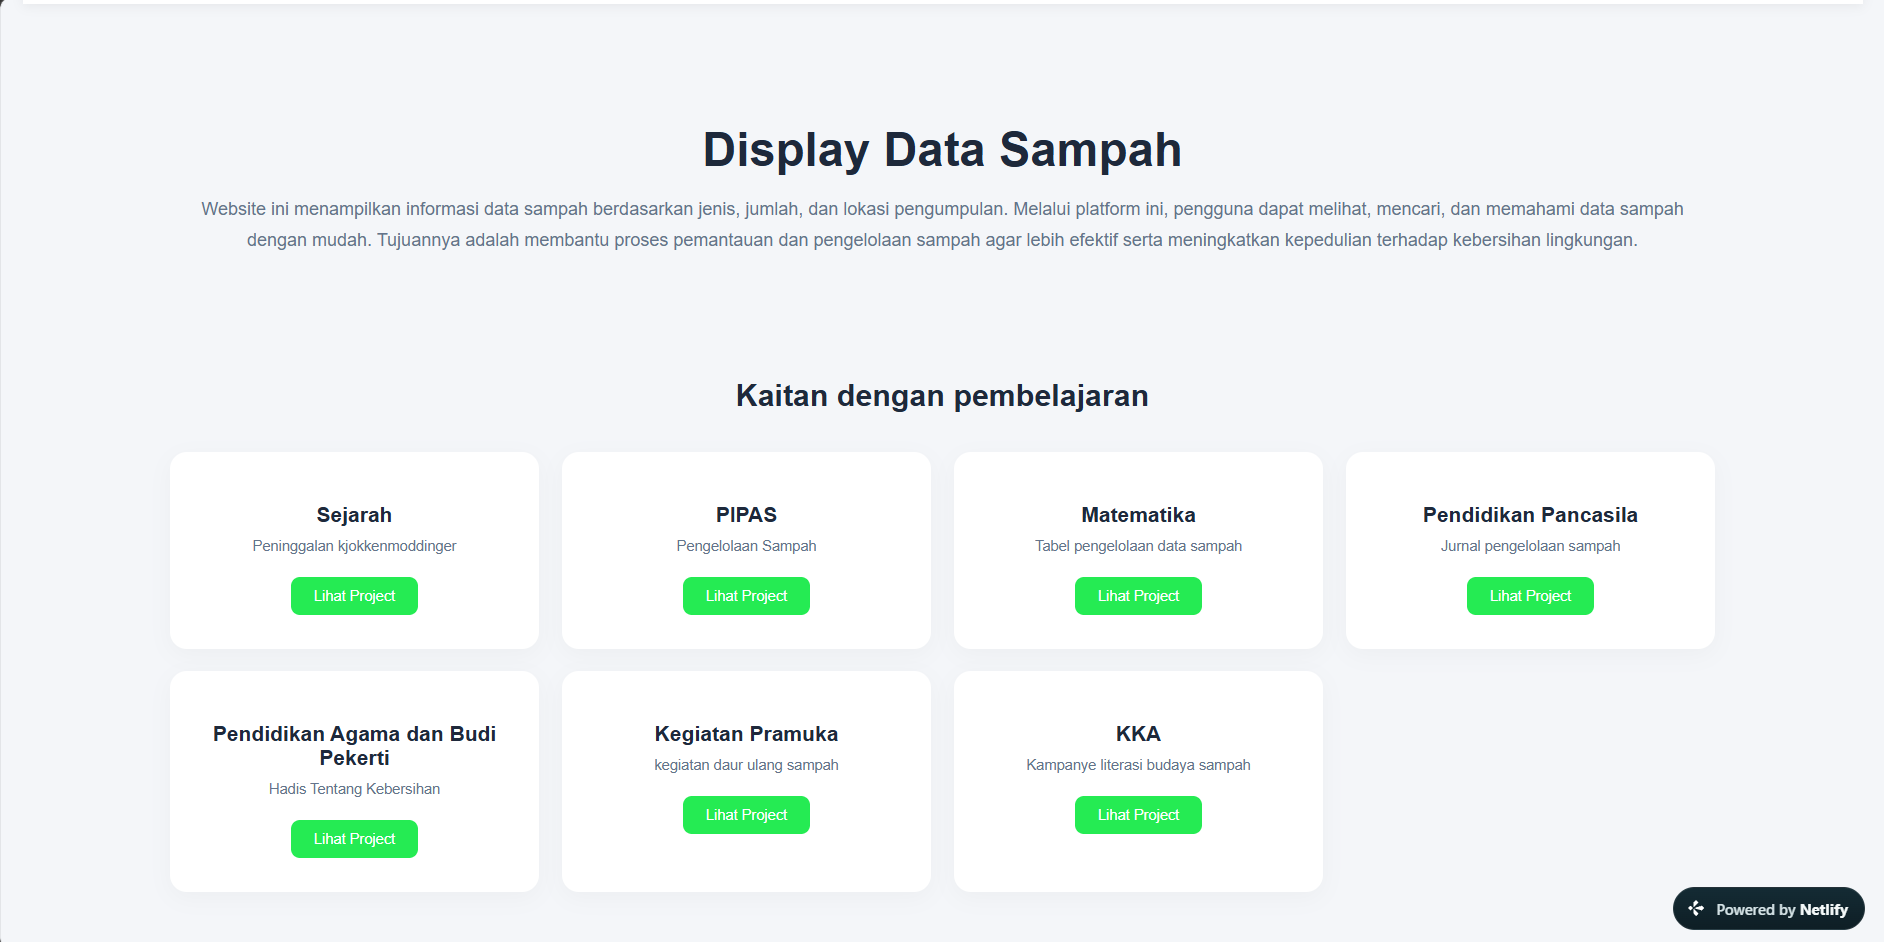 Display Data Sampah
Website ini menampilkan informasi data sampah berdasarkan jenis, jumlah, dan lokasi pengumpulan. Melalui platform ini, pengguna dapat melihat, mencari, dan memahami data sampah
dengan mudah. Tujuannya adalah membantu proses pemantauan dan pengelolaan sampah agar lebih efektif serta meningkatkan kepedulian terhadap kebersihan lingkungan.
Kaitan dengan pembelajaran
Sejarah
Peninggalan kjokkenmoddinger
Lihat Project
PIPAS
Pengelolaan Sampah
Lihat Project
Matematika
Tabel pengelolaan data sampah
Lihat Project
Pendidikan Pancasila
Jurnal pengelolaan sampah
Lihat Project
Pendidikan Agama dan Budi
Pekerti
Hadis Tentang Kebersihan
Lihat Project
Kegiatan Pramuka
kegiatan daur ulang sampah
Lihat Project
KKA
Kampanye literasi budaya sampah
Lihat Project
Powered by Netlify